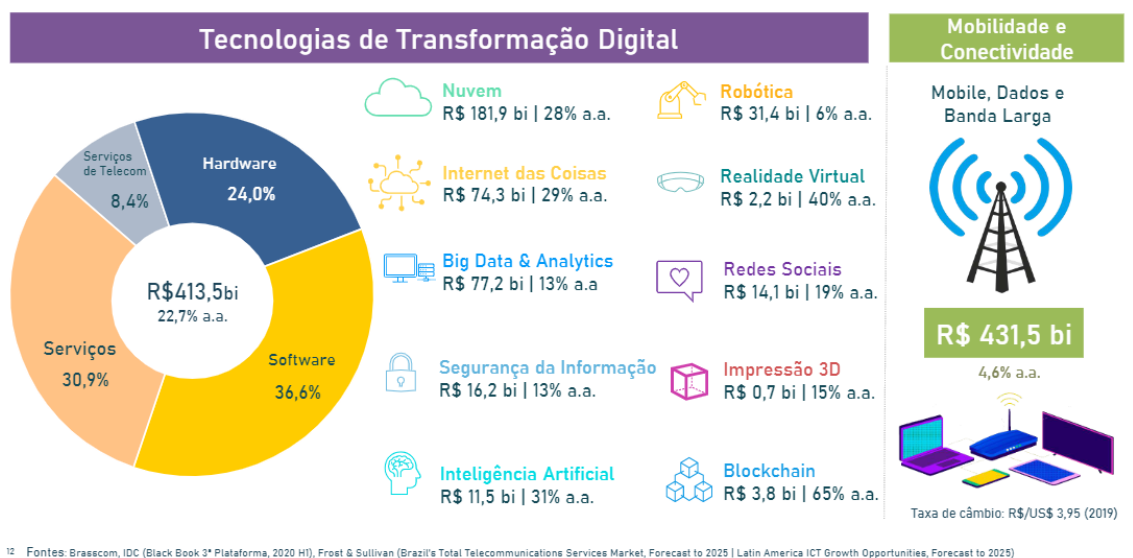 Tecnologias de Transformação Digital
Mobilidade e
Conectividade
Serviços
de Telecom
8,4%
Hardware
24,0%
R$413,5bi
22,7% a.a.
Serviços
30,9%
Software
36,6%
Nuvem
R$ 181,9 bi | 28% a.a.
Internet das Coisas
R$ 74,3 bi | 29% a.a.
Big Data & Analytics
R$ 77,2 bi | 13% a.a
Segurança da Informação
R$ 16,2 bi | 13% a.a.
Inteligência Artificial
R$ 11,5 bi | 31% a.a.
Robótica
R$ 31,4 bi | 6% a.a.
Realidade Virtual
R$ 2,2 bi | 40% a.a.
Redes Sociais
R$ 14,1 bi | 19% a.a.
Impressão 3D
R$ 0,7 bi | 15% a.a.
Blockchain
R$ 3,8 bi | 65% a.a.
Mobile, Dados e
Banda Larga
R$ 431,5 bi
4,6% a.a.
Taxa de câmbio: R$/US$ 3,95 (2019)
12 Fontes: Brasscom, IDC (Black Book 3ª Plataforma, 2020 H1), Frost & Sullivan (Brazil's Total Telecommunications Services Market, Forecast to 2025 | Latin America ICT Growth Opportunities, Forecast to 2025)